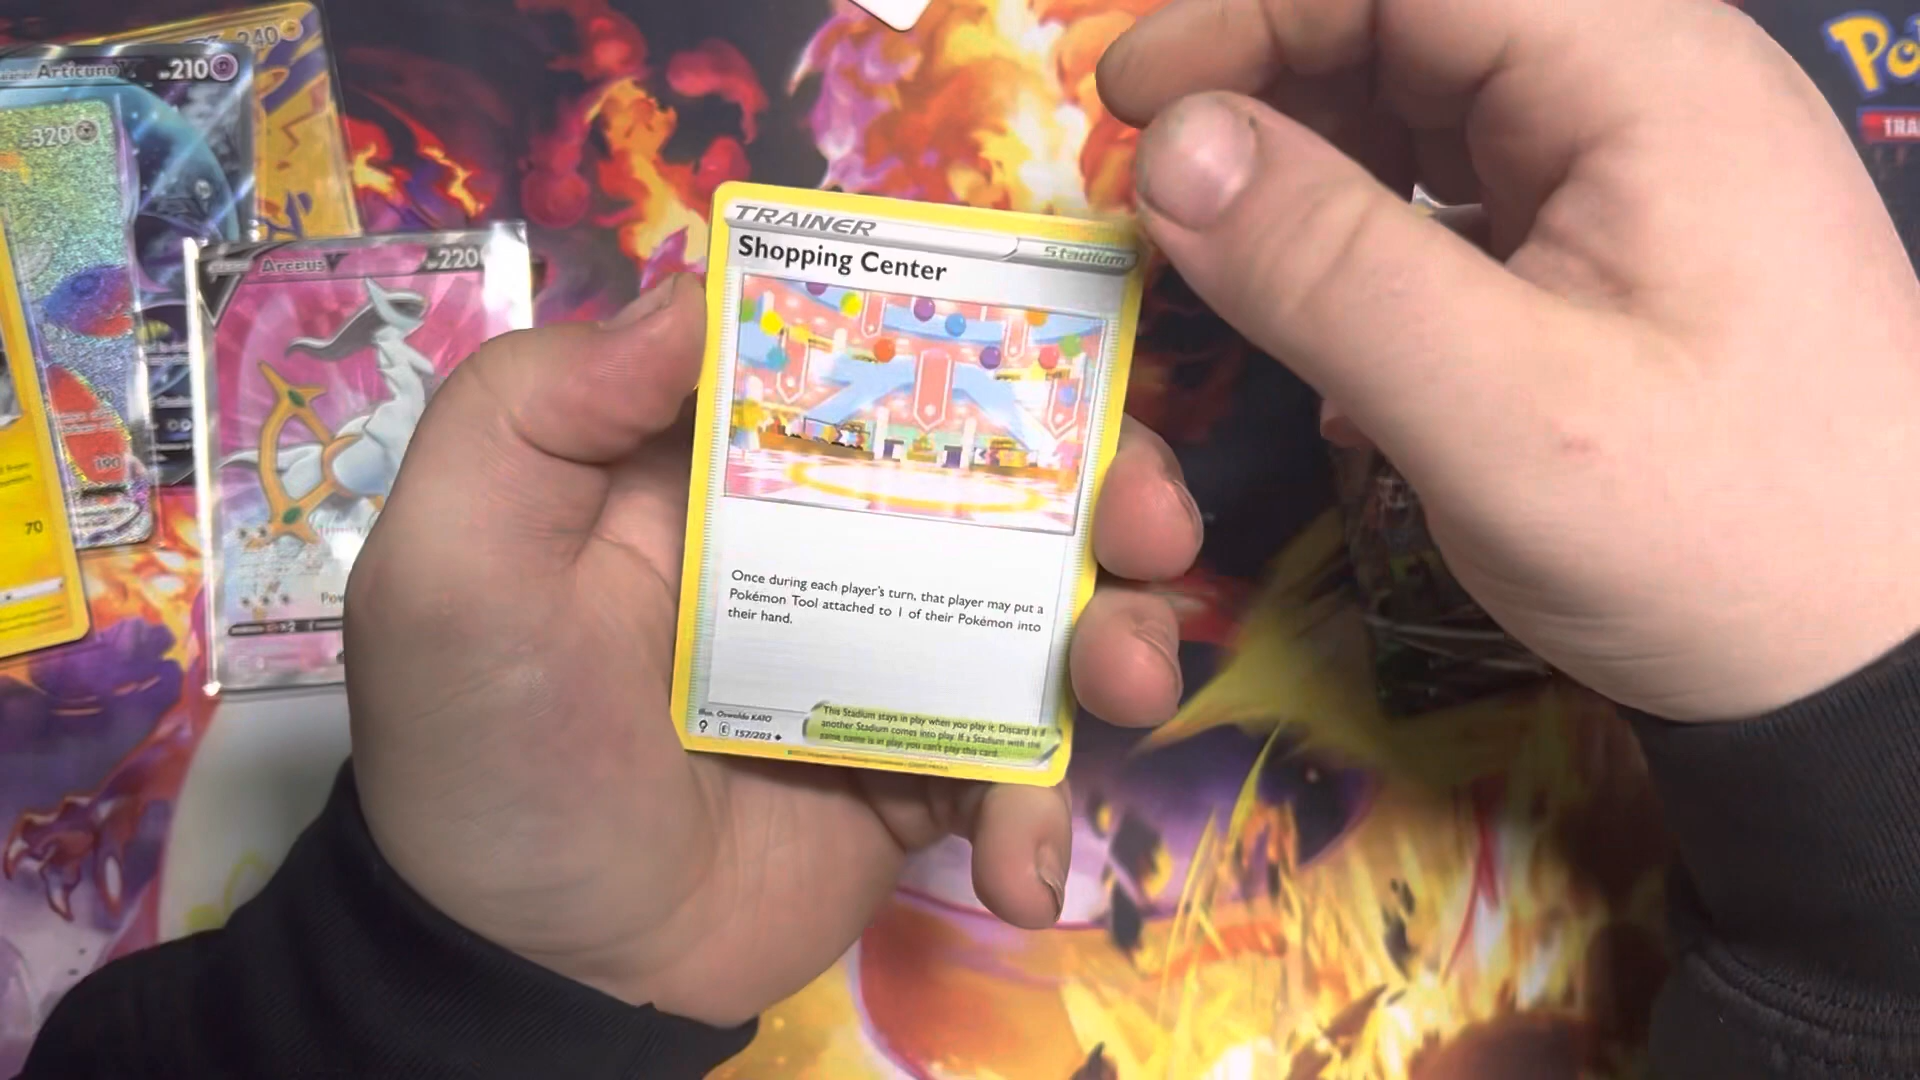 240
Articuno V 210
320
Po
TRA
Arceus V 220
TRAINER
Stadium
Shopping Center
190
70
Once during each player's turn, that player may put a
Pokémon Tool attached to 1 of their Pokémon into
their hand.
Illus. Oswaldo KATO
E 157/203
This Stadium stays in play when you play it. Discard it if
another Stadium comes into play. If a Stadium with the
same name is in play, you can't play this card.